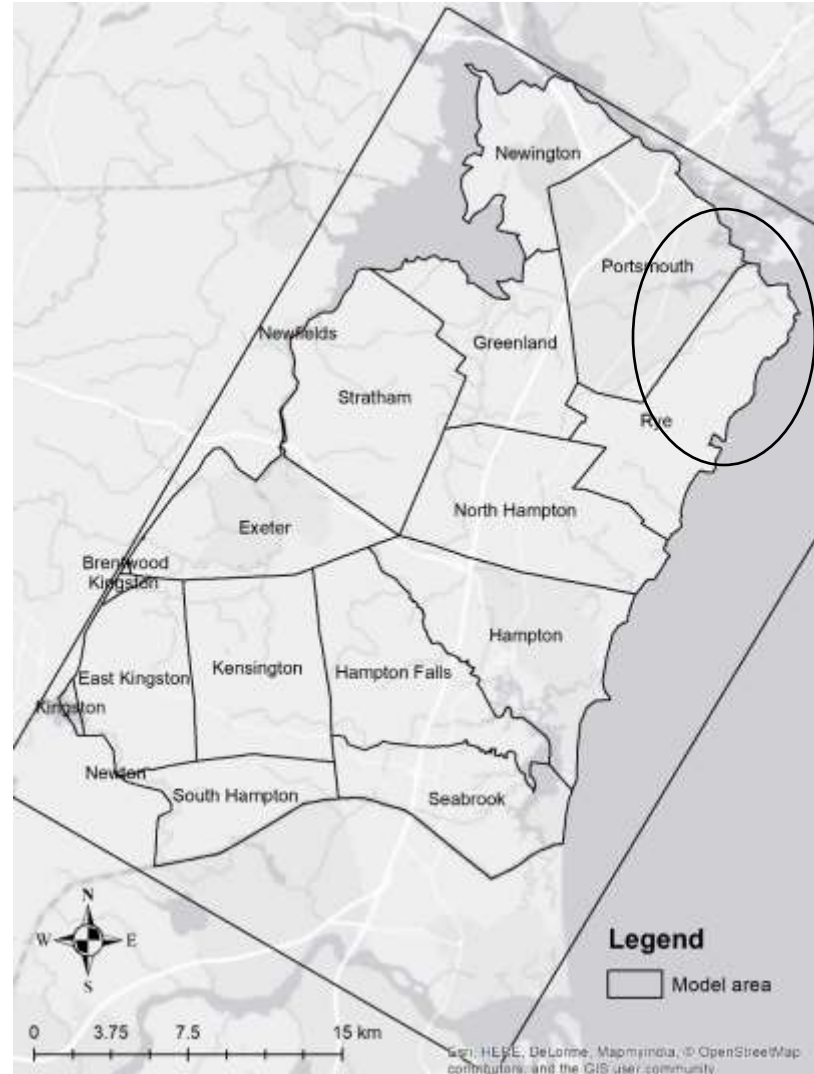 Newington
Portsmouth
Newfields
Greenland
Stratham
Rye
North Hampton
Exeter
Brentwood
Kingston
Hampton
Kensington
Hampton Falls
East Kingston
Kingston
Newton
South Hampton
Seabrook
N
W E
S
Legend
Model area
0 3.75 7.5 15 km
Esri, HERE, DeLorme, MapmyIndia, © OpenStreetMap
contributors, and the GIS user community